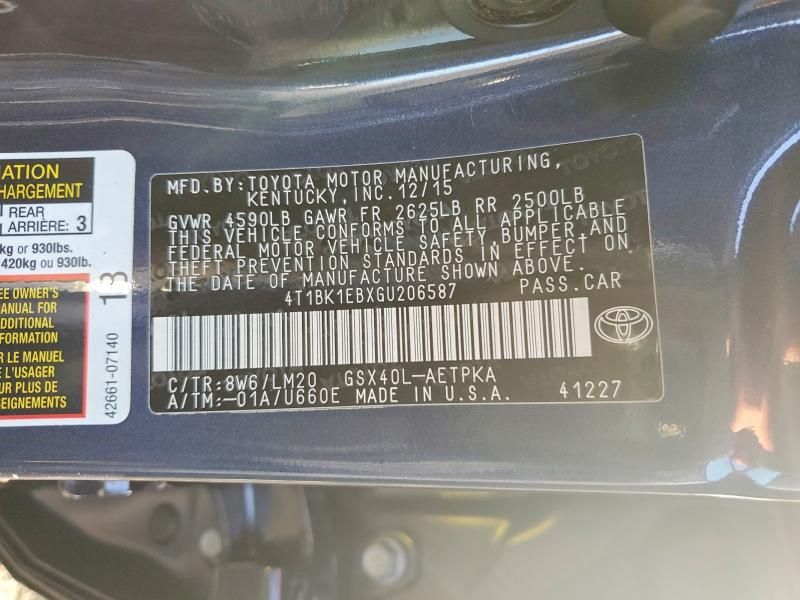 ATION
CHARGEMENT
REAR
ARRIÈRE: 3
kg or 930lbs.
420kg ou 930lb.
EE OWNER'S
MANUAL FOR
ADDITIONAL
INFORMATION
R LE MANUEL
L'USAGER
UR PLUS DE
SEIGNEMENTS
13
42661-07140
MFD.BY: TOYOTA MOTOR MANUFACTURING,
KENTUCKY, INC. 12/15
GVWR 4590LB GAWR FR 2625LB RR 2500LB
THIS VEHICLE CONFORMS TO ALL APPLICABLE
FEDERAL MOTOR VEHICLE SAFETY, BUMPER, AND
THEFT PREVENTION STANDARDS IN EFFECT ON
THE DATE OF MANUFACTURE SHOWN ABOVE.
4T1BK1EBXGU206587 PASS.CAR
C/TR: 8W6/LM20 GSX40L-AETPKA
A/TM:-01A/U660E MADE IN U.S.A. 41227